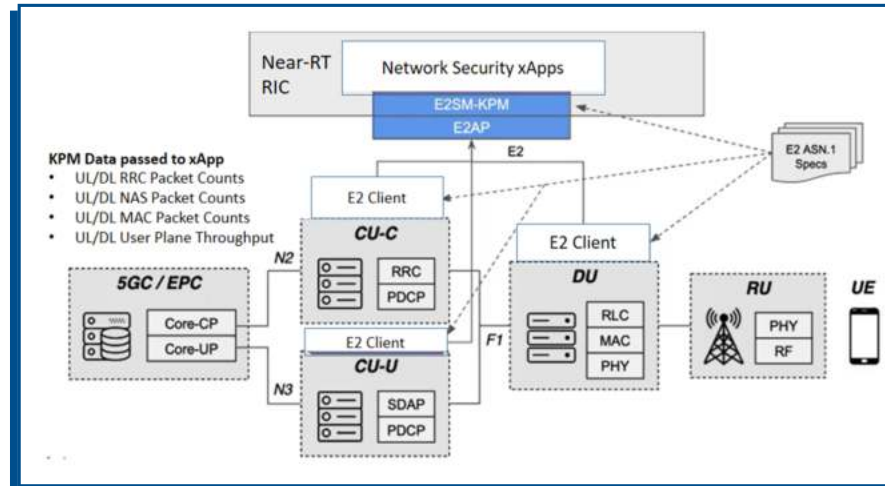 Near-RT
RIC
Network Security xApps
E2SM-KPM
E2AP
E2
E2 ASN.1
Specs
KPM Data passed to xApp
• UL/DL RRC Packet Counts
• UL/DL NAS Packet Counts
• UL/DL MAC Packet Counts
• UL/DL User Plane Throughput
E2 Client
CU-C
RRC
PDCP
N2
5GC / EPC
Core-CP
Core-UP
N3
E2 Client
CU-U
SDAP
PDCP
F1
E2 Client
DU
RLC
MAC
PHY
RU
PHY
RF
UE